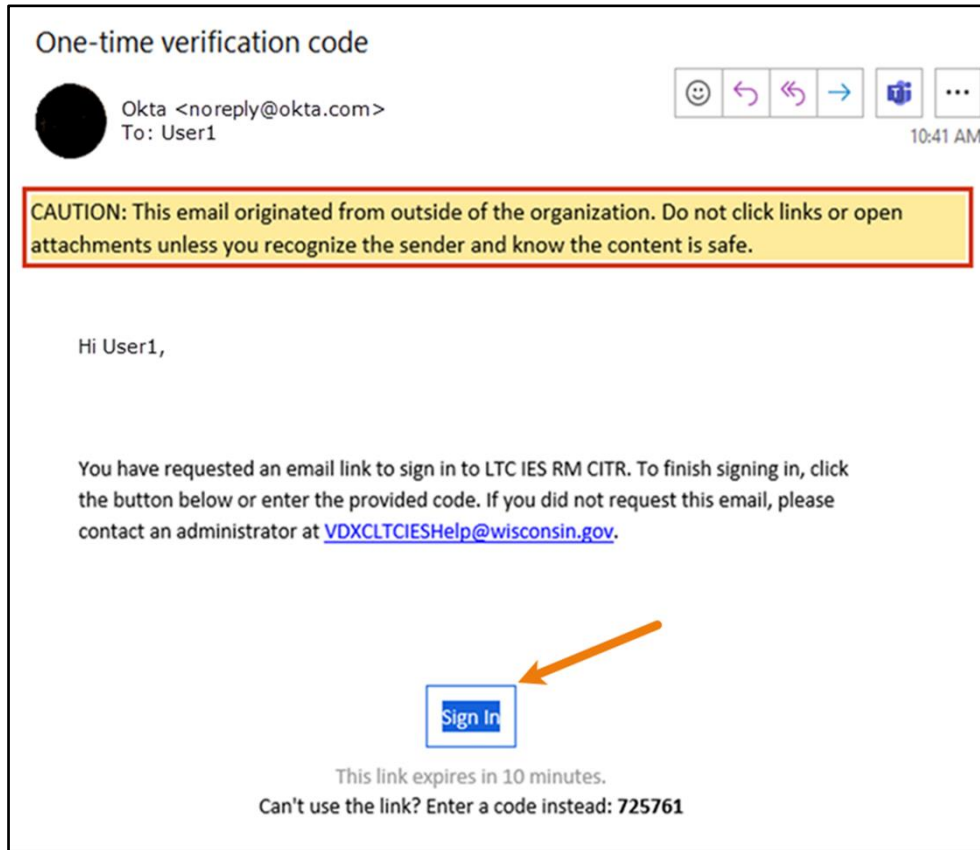 One-time verification code
Okta <noreply@okta.com>
To: User1
10:41 AM
CAUTION: This email originated from outside of the organization. Do not click links or open
attachments unless you recognize the sender and know the content is safe.
Hi User1,
You have requested an email link to sign in to LTC IES RM CITR. To finish signing in, click
the button below or enter the provided code. If you did not request this email, please
contact an administrator at VDXCLTCIESHelp@wisconsin.gov.
Sign In
This link expires in 10 minutes.
Can't use the link? Enter a code instead: 725761